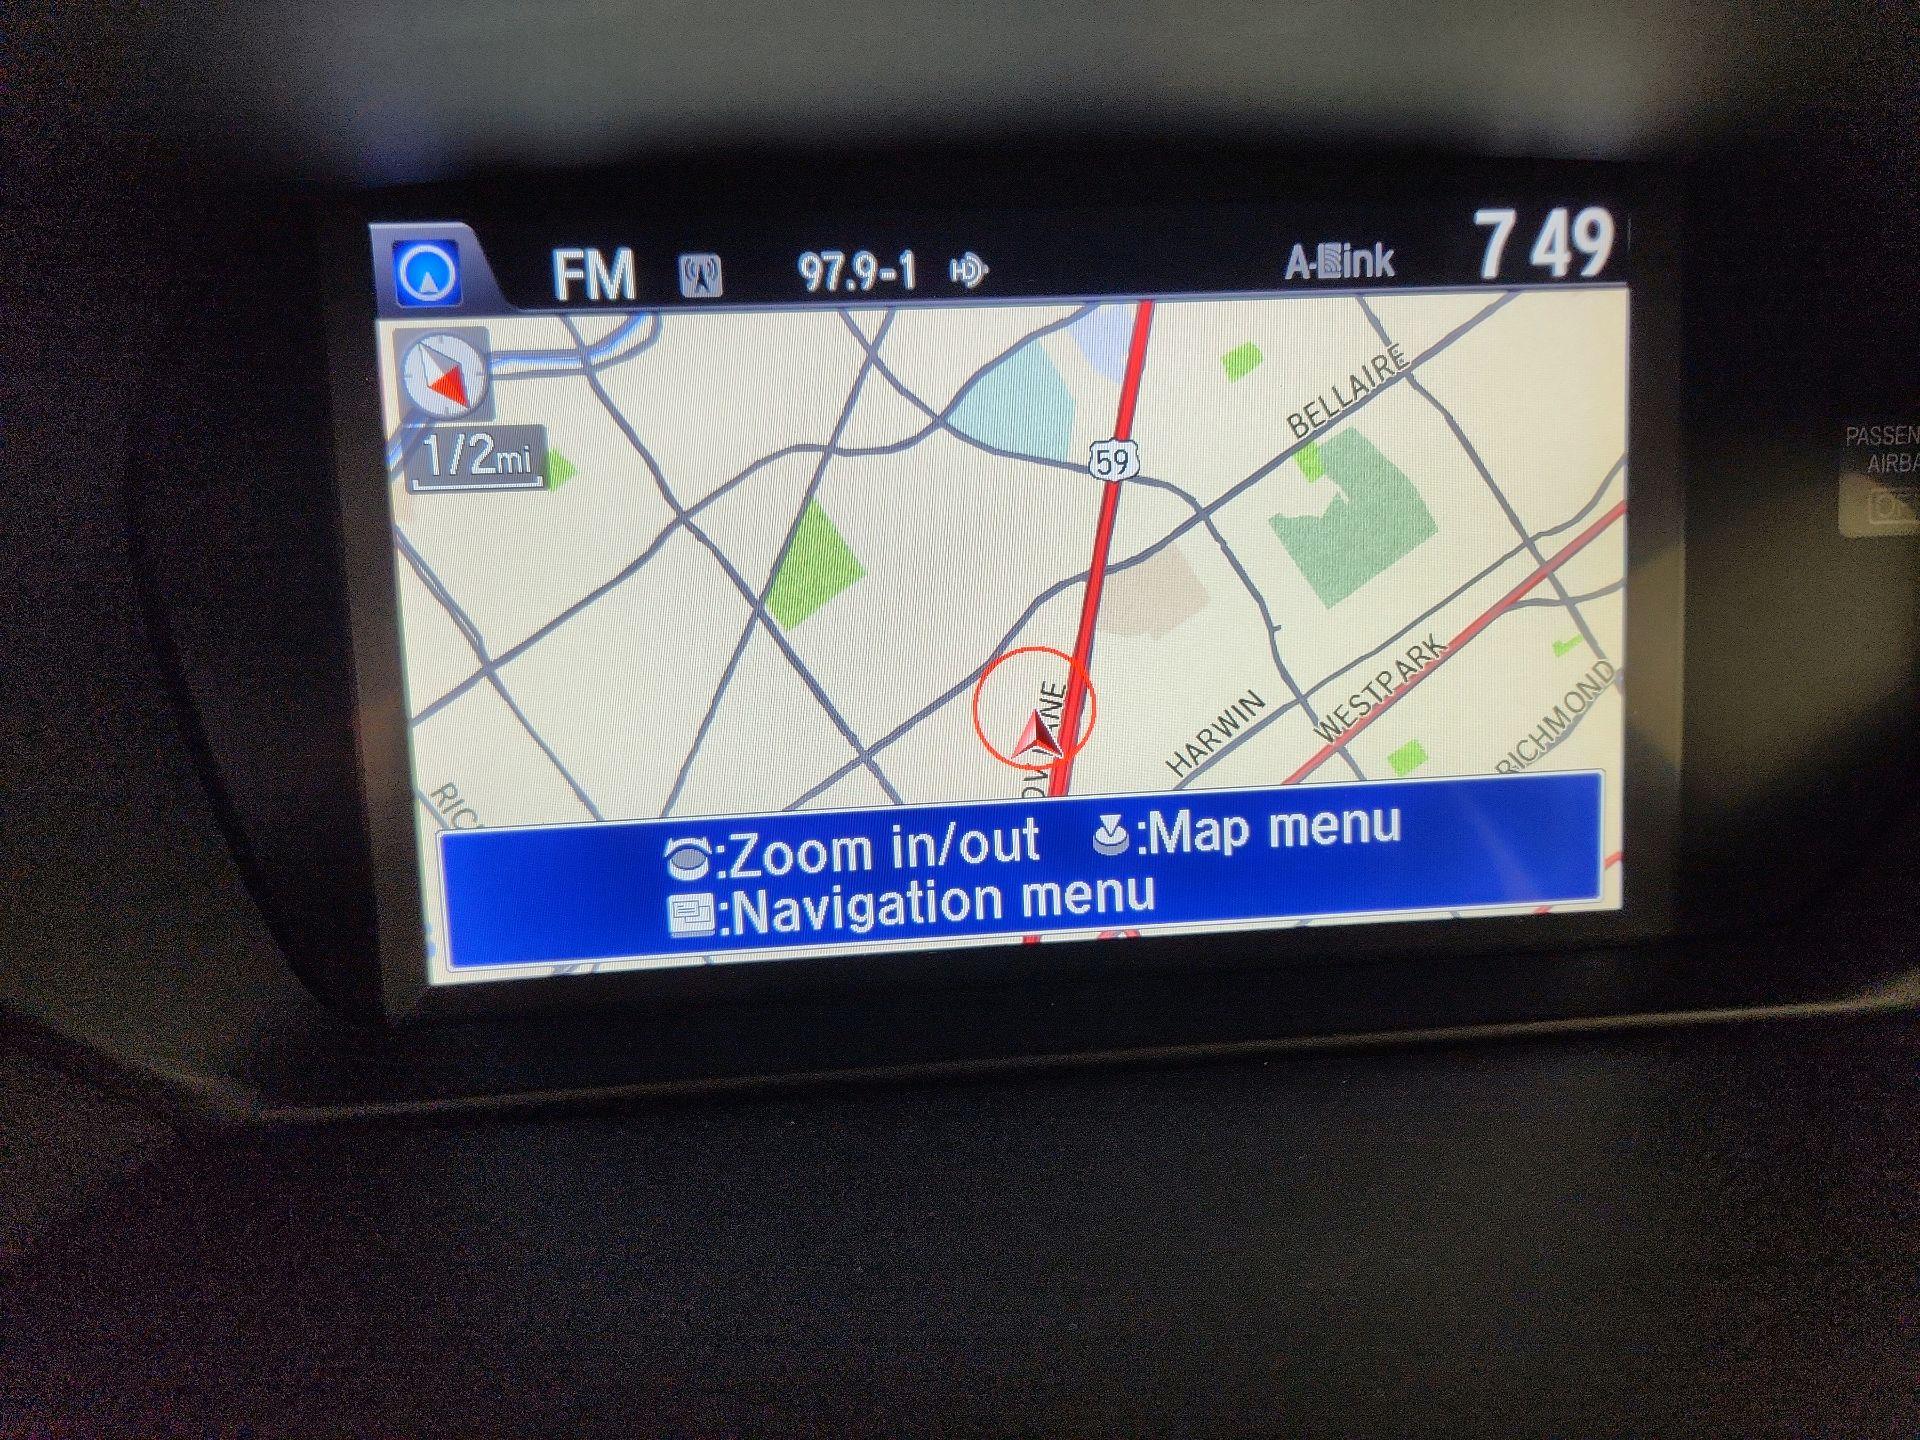 FM 97.9-1 HD A-Link 7 49
1/2mi
59
BELLAIRE
WESTPARK
HARWIN
RICHMOND
:Zoom in/out :Map menu
:Navigation menu